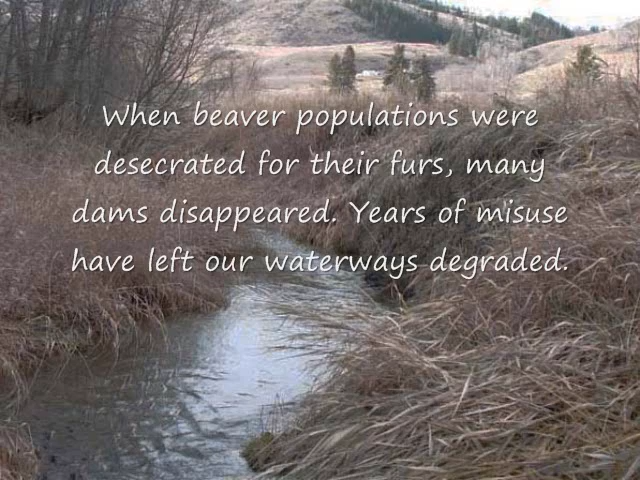 When beaver populations were
desecrated for their furs, many
dams disappeared. Years of misuse
have left our waterways degraded.